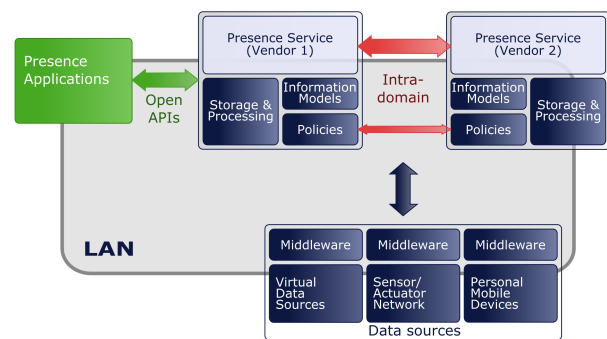 Presence
Applications
Open
APIs
Presence Service
(Vendor 1)
Storage &
Processing
Information
Models
Policies
Intra-
domain
Presence Service
(Vendor 2)
Information
Models
Policies
Storage &
Processing
LAN
Middleware
Middleware
Middleware
Virtual
Data
Sources
Sensor/
Actuator
Network
Personal
Mobile
Devices
Data sources